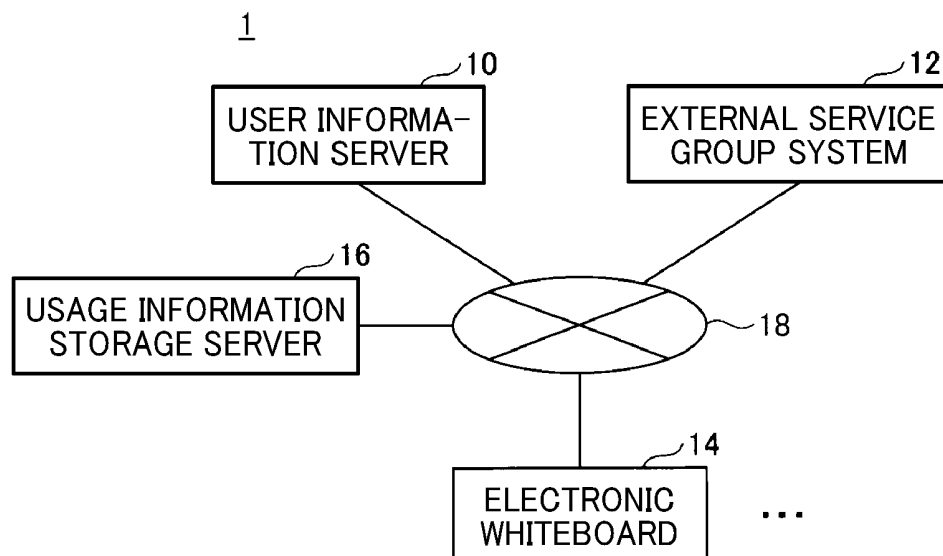 1
10
12
USER INFORMA-
TION SERVER
EXTERNAL SERVICE
GROUP SYSTEM
16
USAGE INFORMATION
STORAGE SERVER
18
14
ELECTRONIC
WHITEBOARD
...